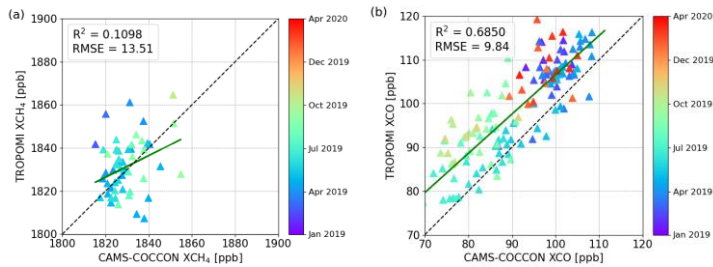 (a)
R² = 0.1098
RMSE = 13.51
TROPOMI XCH₄ [ppb]
1900
1880
1860
1840
1820
1800
1800 1820 1840 1860 1880 1900
CAMS-COCCON XCH₄ [ppb]
Apr 2020
Dec 2019
Oct 2019
Jul 2019
Apr 2019
Jan 2019
(b)
R² = 0.6850
RMSE = 9.84
TROPOMI XCO [ppb]
120
110
100
90
80
70
70 80 90 100 110 120
CAMS-COCCON XCO [ppb]
Apr 2020
Dec 2019
Oct 2019
Jul 2019
Apr 2019
Jan 2019